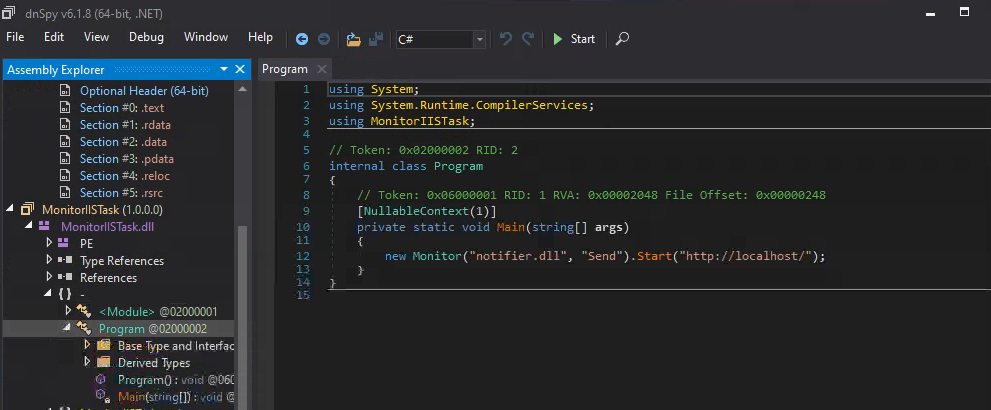 dnSpy v6.1.8 (64-bit, .NET)
File Edit View Debug Window Help C# Start
Assembly Explorer
Optional Header (64-bit)
Section #0: .text
Section #1: .rdata
Section #2: .data
Section #3: .pdata
Section #4: .reloc
Section #5: .rsrc
MonitorIISTask (1.0.0.0)
MonitorIISTask.dll
PE
Type References
References
{ } -
<Module> @02000001
Program @02000002
Base Type and Interfac
Derived Types
Program() : void @060
Main(string[]) : void @
Program
1 using System;
2 using System.Runtime.CompilerServices;
3 using MonitorIISTask;
4
5 // Token: 0x02000002 RID: 2
6 internal class Program
7 {
8 // Token: 0x06000001 RID: 1 RVA: 0x00002048 File Offset: 0x00000248
9 [NullableContext(1)]
10 private static void Main(string[] args)
11 {
12 new Monitor("notifier.dll", "Send").Start("http://localhost/");
13 }
14 }
15